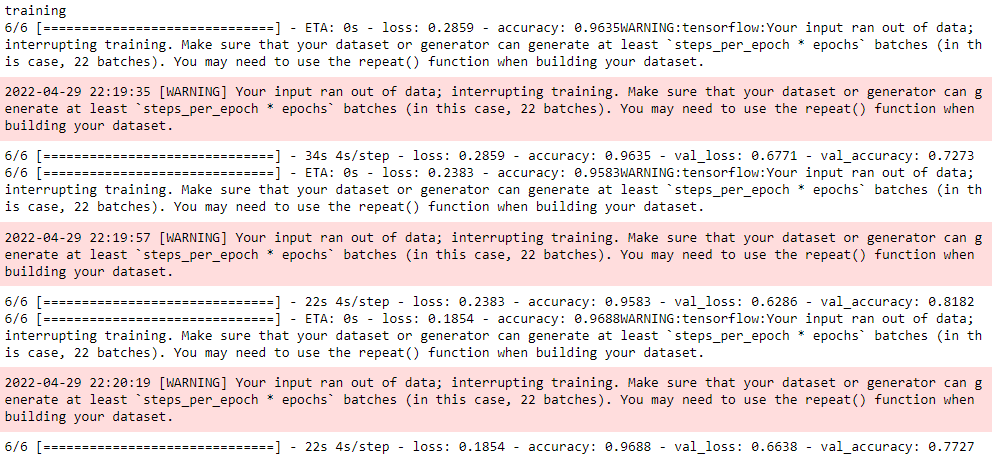 training
6/6 [==============================] - ETA: 0s - loss: 0.2859 - accuracy: 0.9635WARNING:tensorflow:Your input ran out of data;
interrupting training. Make sure that your dataset or generator can generate at least `steps_per_epoch * epochs` batches (in th
is case, 22 batches). You may need to use the repeat() function when building your dataset.
2022-04-29 22:19:35 [WARNING] Your input ran out of data; interrupting training. Make sure that your dataset or generator can g
enerate at least `steps_per_epoch * epochs` batches (in this case, 22 batches). You may need to use the repeat() function when
building your dataset.
6/6 [==============================] - 34s 4s/step - loss: 0.2859 - accuracy: 0.9635 - val_loss: 0.6771 - val_accuracy: 0.7273
6/6 [==============================] - ETA: 0s - loss: 0.2383 - accuracy: 0.9583WARNING:tensorflow:Your input ran out of data;
interrupting training. Make sure that your dataset or generator can generate at least `steps_per_epoch * epochs` batches (in th
is case, 22 batches). You may need to use the repeat() function when building your dataset.
2022-04-29 22:19:57 [WARNING] Your input ran out of data; interrupting training. Make sure that your dataset or generator can g
enerate at least `steps_per_epoch * epochs` batches (in this case, 22 batches). You may need to use the repeat() function when
building your dataset.
6/6 [==============================] - 22s 4s/step - loss: 0.2383 - accuracy: 0.9583 - val_loss: 0.6286 - val_accuracy: 0.8182
6/6 [==============================] - ETA: 0s - loss: 0.1854 - accuracy: 0.9688WARNING:tensorflow:Your input ran out of data;
interrupting training. Make sure that your dataset or generator can generate at least `steps_per_epoch * epochs` batches (in th
is case, 22 batches). You may need to use the repeat() function when building your dataset.
2022-04-29 22:20:19 [WARNING] Your input ran out of data; interrupting training. Make sure that your dataset or generator can g
enerate at least `steps_per_epoch * epochs` batches (in this case, 22 batches). You may need to use the repeat() function when
building your dataset.
6/6 [==============================] - 22s 4s/step - loss: 0.1854 - accuracy: 0.9688 - val_loss: 0.6638 - val_accuracy: 0.7727